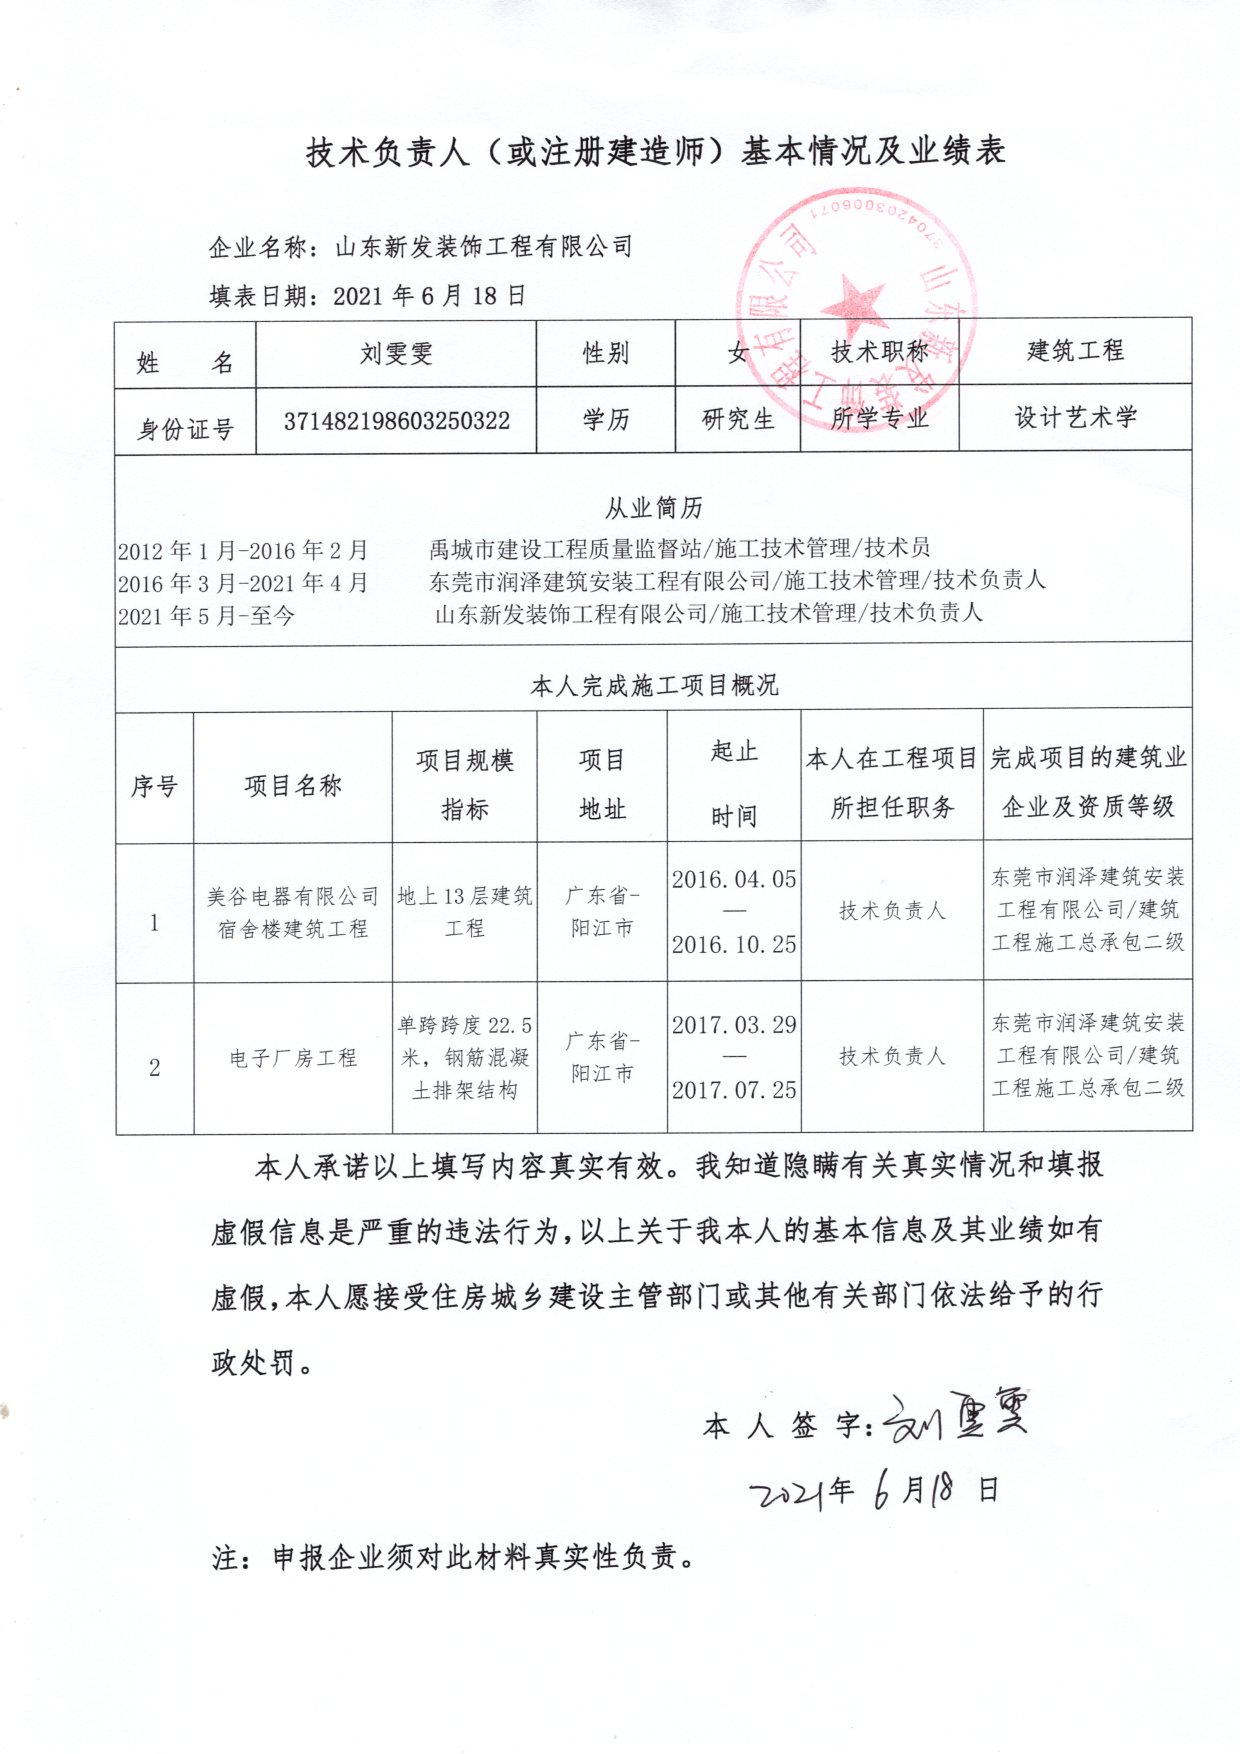 技术负责人（或注册建造师）基本情况及业绩表
3704203006071
山东新发装饰工程有限公司
企业名称：山东新发装饰工程有限公司
填表日期：2021 年 6 月 18 日
姓 名 刘雯雯 性别 女 技术职称 建筑工程
身份证号 371482198603250322 学历 研究生 所学专业 设计艺术学
从业简历
2012 年 1 月-2016 年 2 月 禹城市建设工程质量监督站/施工技术管理/技术员
2016 年 3 月-2021 年 4 月 东莞市润泽建筑安装工程有限公司/施工技术管理/技术负责人
2021 年 5 月-至今 山东新发装饰工程有限公司/施工技术管理/技术负责人
本人完成施工项目概况
序号
项目名称
项目规模
指标
项目
地址
起止
时间
本人在工程项目
所担任职务
完成项目的建筑业
企业及资质等级
1
美谷电器有限公司
宿舍楼建筑工程
地上 13 层建筑
工程
广东省-
阳江市
2016.04.05
—
2016.10.25
技术负责人
东莞市润泽建筑安装
工程有限公司/建筑
工程施工总承包二级
2
电子厂房工程
单跨跨度 22.5
米，钢筋混凝
土排架结构
广东省-
阳江市
2017.03.29
—
2017.07.25
技术负责人
东莞市润泽建筑安装
工程有限公司/建筑
工程施工总承包二级
本人承诺以上填写内容真实有效。我知道隐瞒有关真实情况和填报
虚假信息是严重的违法行为，以上关于我本人的基本信息及其业绩如有
虚假，本人愿接受住房城乡建设主管部门或其他有关部门依法给予的行
政处罚。
本 人 签 字：刘雯雯
2021年 6 月 18 日
注：申报企业须对此材料真实性负责。